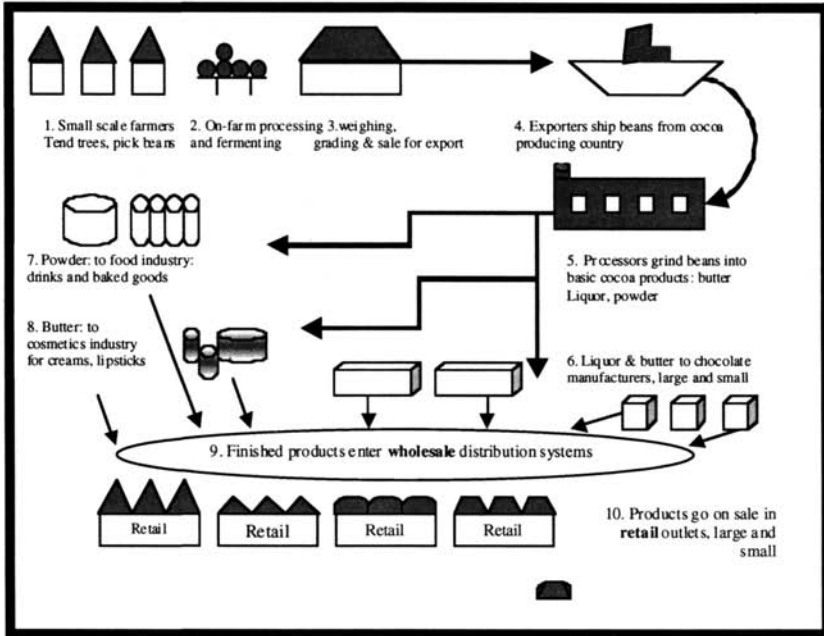 1. Small scale farmers
Tend trees, pick beans
2. On-farm processing
and fermenting
3.weighing,
grading & sale for export
4. Exporters ship beans from cocoa
producing country
5. Processors grind beans into
basic cocoa products: butter
Liquor, powder
6. Liquor & butter to chocolate
manufacturers, large and small
7. Powder: to food industry:
drinks and baked goods
8. Butter: to
cosmetics industry
for creams, lipsticks
9. Finished products enter wholesale distribution systems
Retail
Retail
Retail
Retail
10. Products go on sale in
retail outlets, large and
small